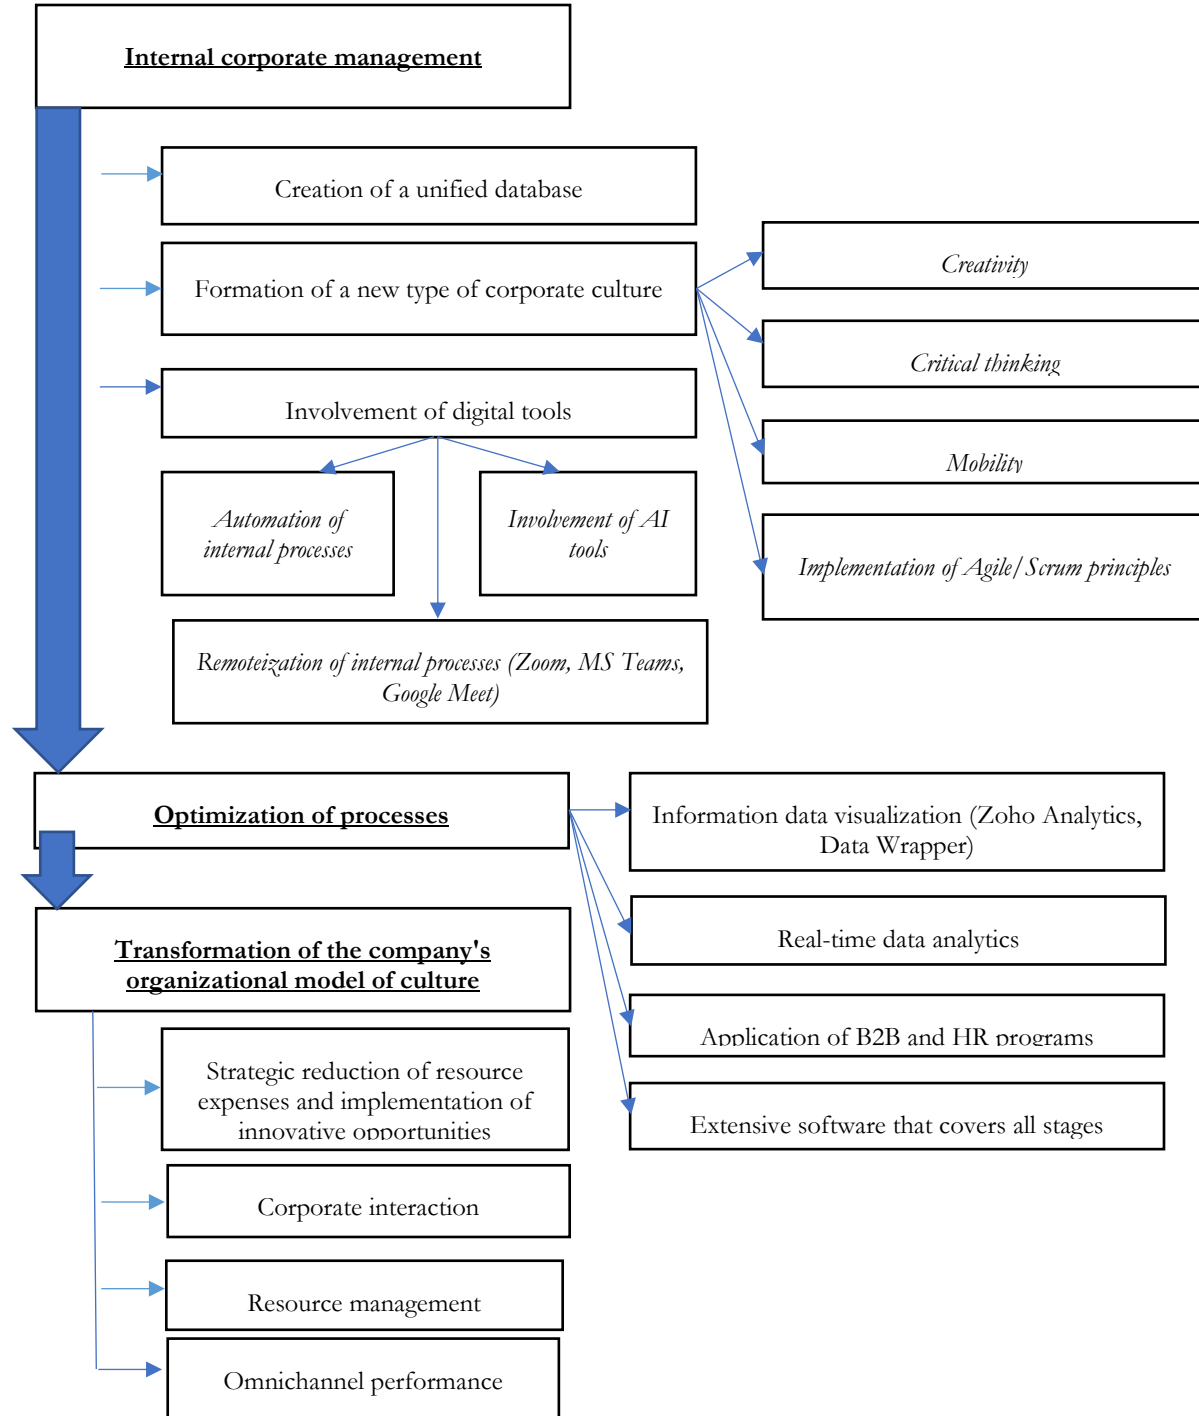 Internal corporate management
Creation of a unified database
Formation of a new type of corporate culture
Creativity
Critical thinking
Mobility
Implementation of Agile/Scrum principles
Involvement of digital tools
Automation of
internal processes
Involvement of AI
tools
Remoteization of internal processes (Zoom, MS Teams,
Google Meet)
Optimization of processes
Information data visualization (Zoho Analytics,
Data Wrapper)
Real-time data analytics
Application of B2B and HR programs
Extensive software that covers all stages
Transformation of the company's
organizational model of culture
Strategic reduction of resource
expenses and implementation of
innovative opportunities
Corporate interaction
Resource management
Omnichannel performance